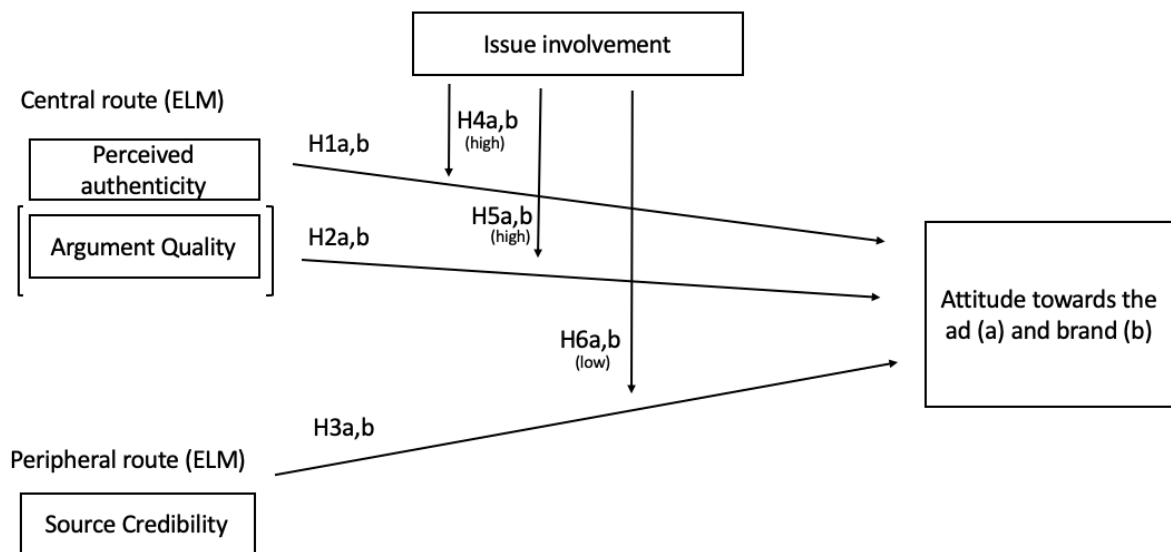 Issue involvement
Central route (ELM)
H4a,b
(high)
H1a,b
Perceived
authenticity
H5a,b
(high)
H2a,b
Argument Quality
Attitude towards the
ad (a) and brand (b)
H6a,b
(low)
H3a,b
Peripheral route (ELM)
Source Credibility